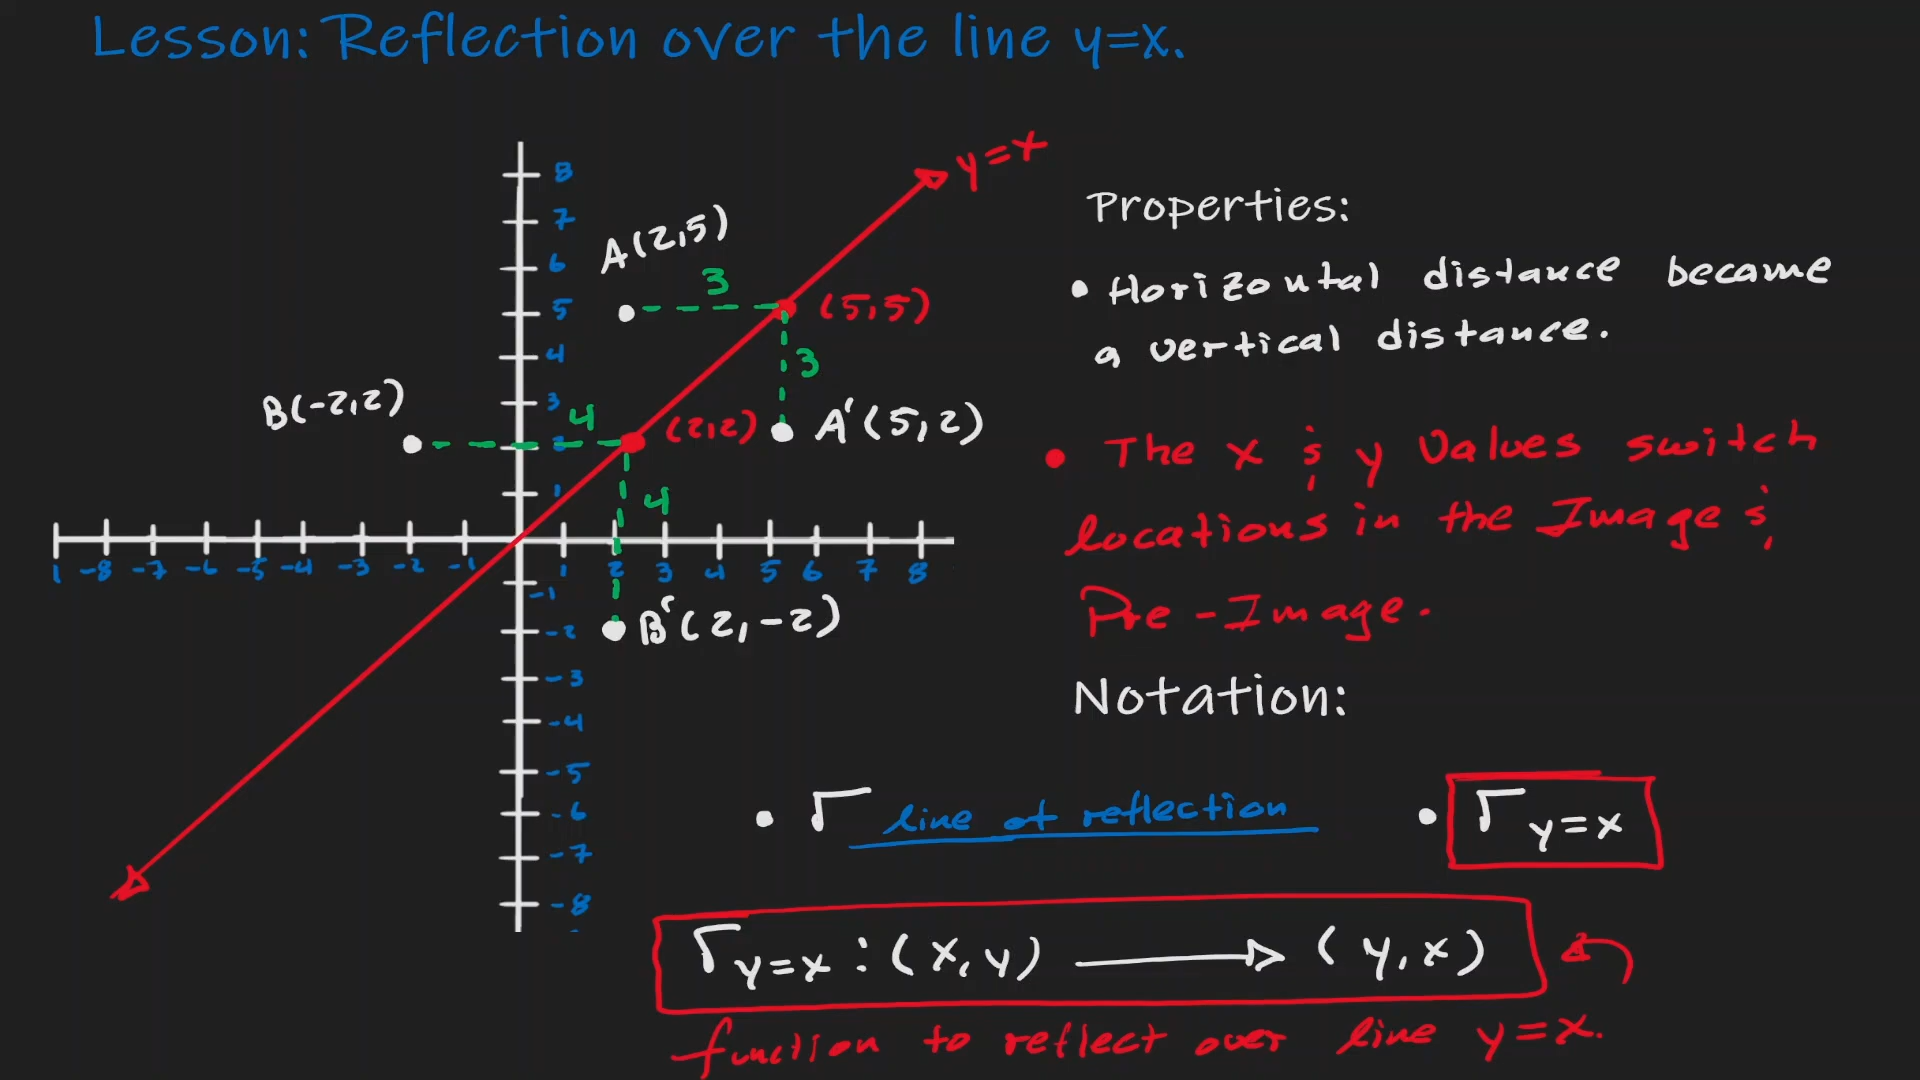 Lesson: Reflection over the line y=x.
y=x
8
7
6
5
4
3
2
1
A(2,5)
3
(5,5)
3
A'(5,2)
B(-2,2)
4
(2,2)
4
B'(2,-2)
1 -8 -7 -6 -5 -4 -3 -2 -1 1 2 3 4 5 6 7 8
-1
-2
-3
-4
-5
-6
-7
-8
Properties:
• Horizontal distance became
a vertical distance.
• The x & y Values switch
locations in the Image &
Pre-Image.
Notation:
• r line of reflection
• r y=x
r y=x : (x,y) → (y,x)
function to reflect over line y=x.